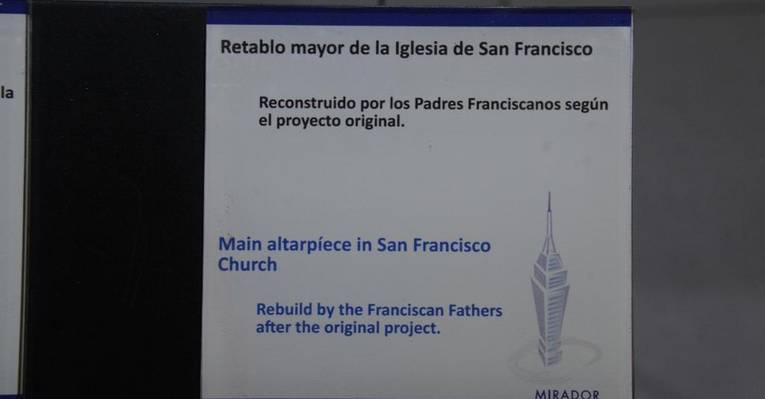 la
Retablo mayor de la Iglesia de San Francisco
Reconstruido por los Padres Franciscanos según
el proyecto original.
Main altarpíece in San Francisco
Church
Rebuild by the Franciscan Fathers
after the original project.
MIRADOR